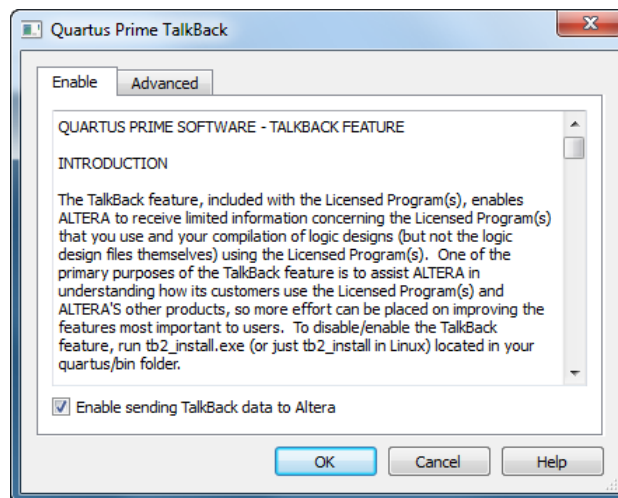 Quartus Prime TalkBack
Enable
Advanced
QUARTUS PRIME SOFTWARE - TALKBACK FEATURE
INTRODUCTION
The TalkBack feature, included with the Licensed Program(s), enables
ALTERA to receive limited information concerning the Licensed Program(s)
that you use and your compilation of logic designs (but not the logic
design files themselves) using the Licensed Program(s).  One of the
primary purposes of the TalkBack feature is to assist ALTERA in
understanding how its customers use the Licensed Program(s) and
ALTERA'S other products, so more effort can be placed on improving the
features most important to users.  To disable/enable the TalkBack
feature, run tb2_install.exe (or just tb2_install in Linux) located in your
quartus/bin folder.
Enable sending TalkBack data to Altera
OK
Cancel
Help